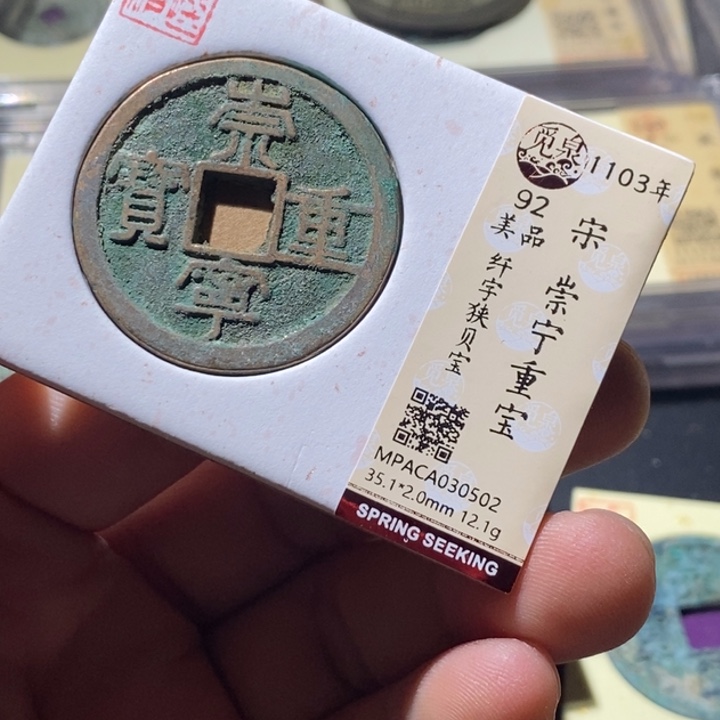 崇寧重寶
觅泉
1103年
宋 崇宁重宝
92
美品
纤字狭贝宝
MPACA030502
35.1*2.0mm 12.1g
SPRING SEEKING